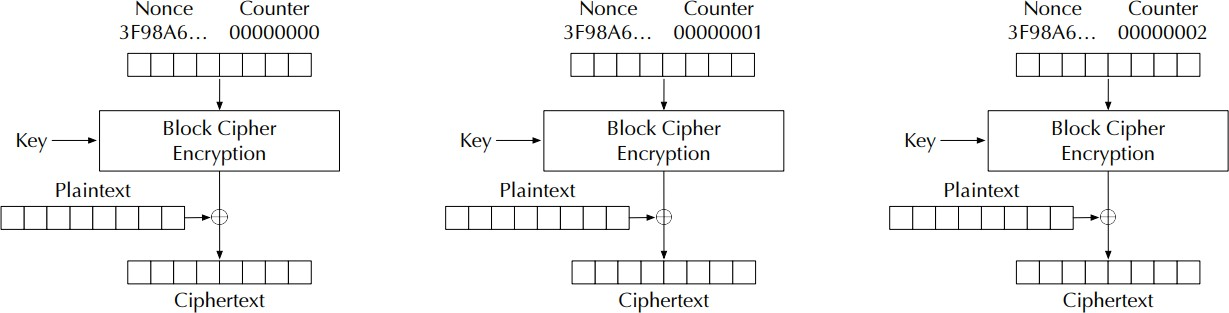 Nonce Counter
3F98A6... 00000000
Block Cipher
Encryption
Key
Plaintext
Ciphertext
Nonce Counter
3F98A6... 00000001
Block Cipher
Encryption
Key
Plaintext
Ciphertext
Nonce Counter
3F98A6... 00000002
Block Cipher
Encryption
Key
Plaintext
Ciphertext